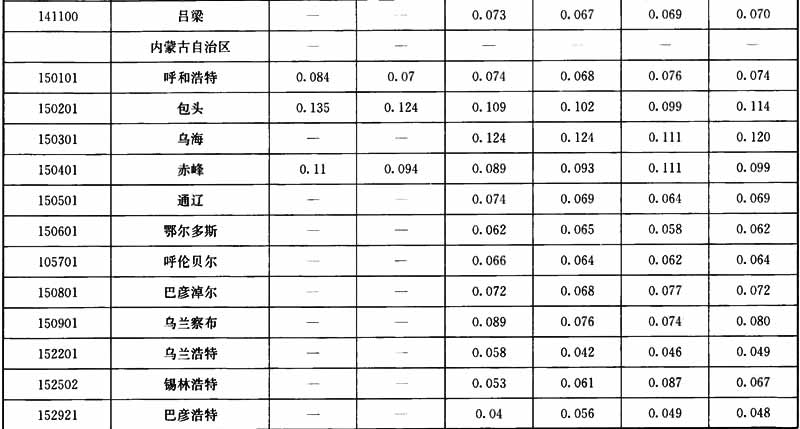 141100 吕梁 — — 0.073 0.067 0.069 0.070
内蒙古自治区 — — — — — —
150101 呼和浩特 0.084 0.07 0.074 0.068 0.076 0.074
150201 包头 0.135 0.124 0.109 0.102 0.099 0.114
150301 乌海 — — 0.124 0.124 0.111 0.120
150401 赤峰 0.11 0.094 0.089 0.093 0.111 0.099
150501 通辽 — — 0.074 0.069 0.064 0.069
150601 鄂尔多斯 — — 0.062 0.065 0.058 0.062
105701 呼伦贝尔 — — 0.066 0.064 0.062 0.064
150801 巴彦淖尔 — — 0.072 0.068 0.077 0.072
150901 乌兰察布 — — 0.089 0.076 0.074 0.080
152201 乌兰浩特 — — 0.058 0.042 0.046 0.049
152502 锡林浩特 — — 0.053 0.061 0.087 0.067
152921 巴彦浩特 — — 0.04 0.056 0.049 0.048